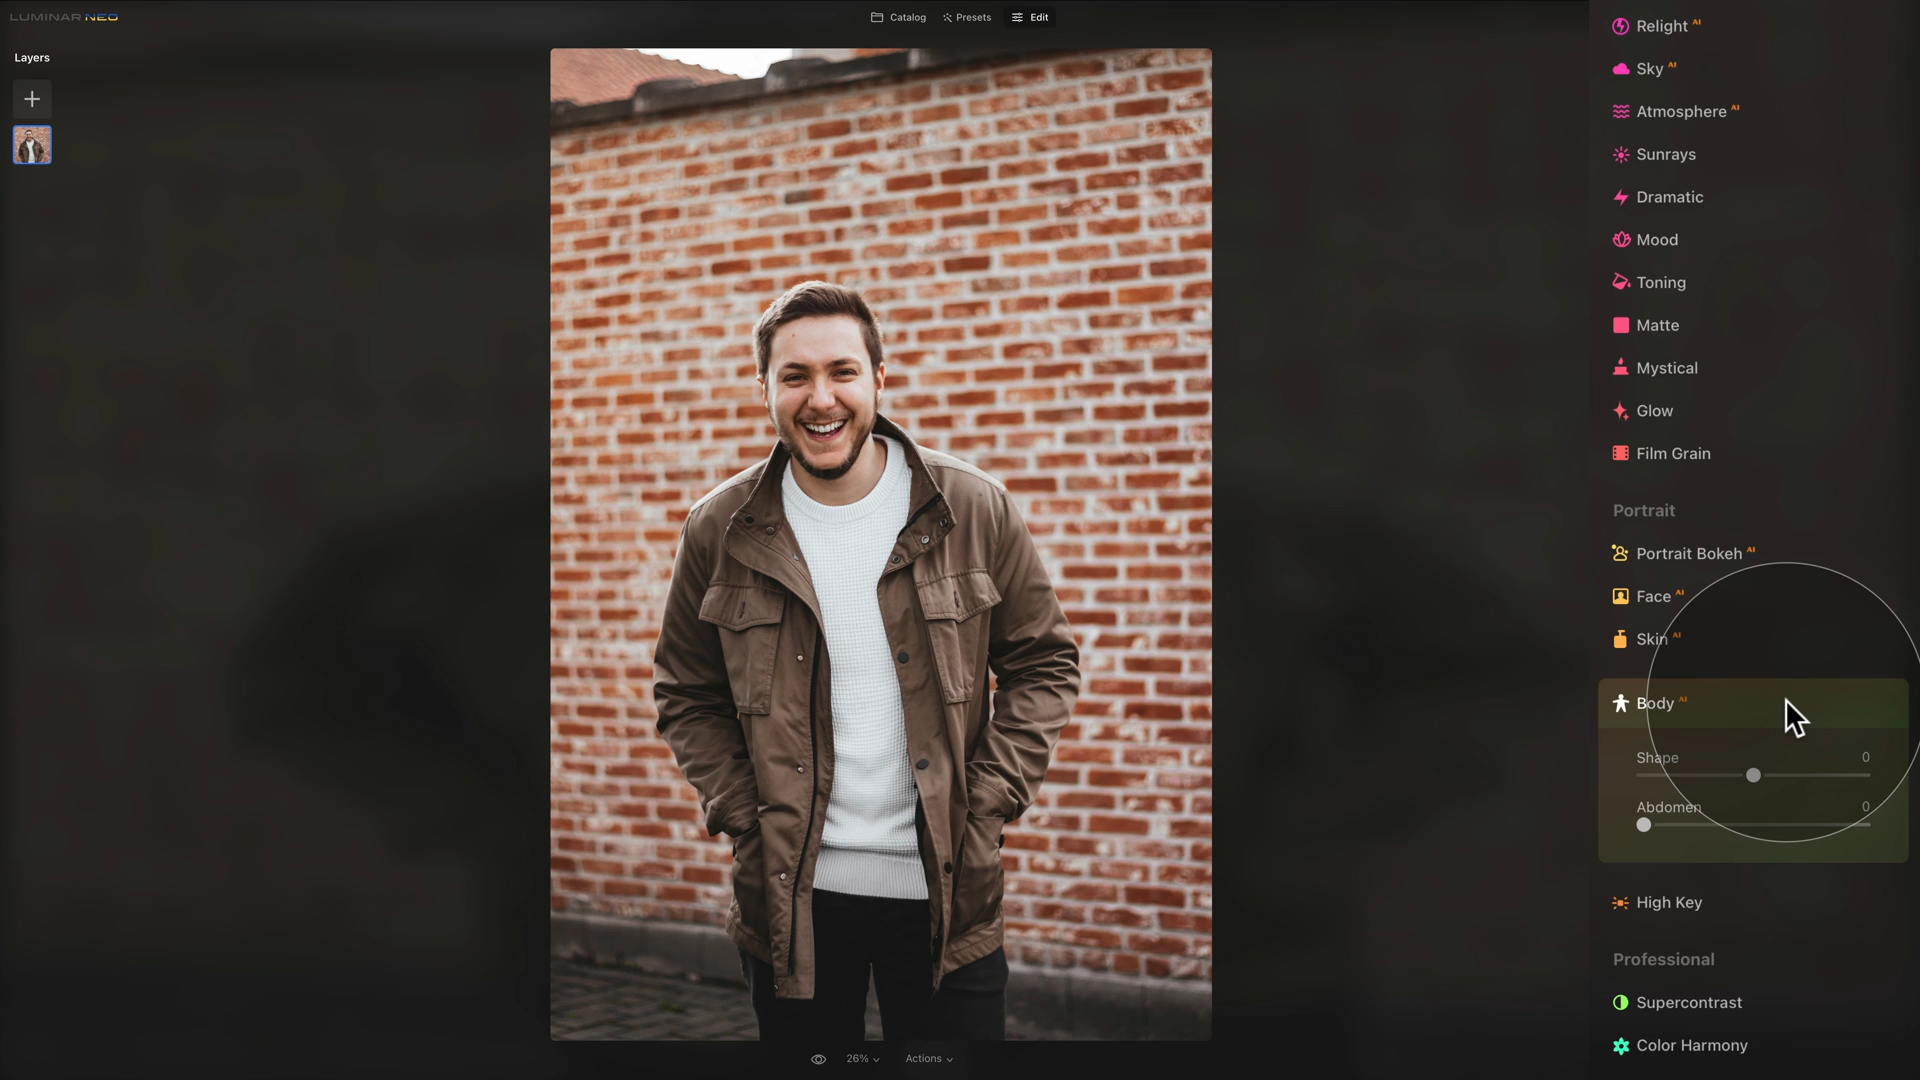 LUMINAR NEO
Catalog
Presets
Edit
Layers
Relight AI
Sky AI
Atmosphere AI
Sunrays
Dramatic
Mood
Toning
Matte
Mystical
Glow
Film Grain
Portrait
Portrait Bokeh AI
Face AI
Skin AI
Body AI
Shape 0
Abdomen 0
High Key
Professional
Supercontrast
Color Harmony
26%
Actions